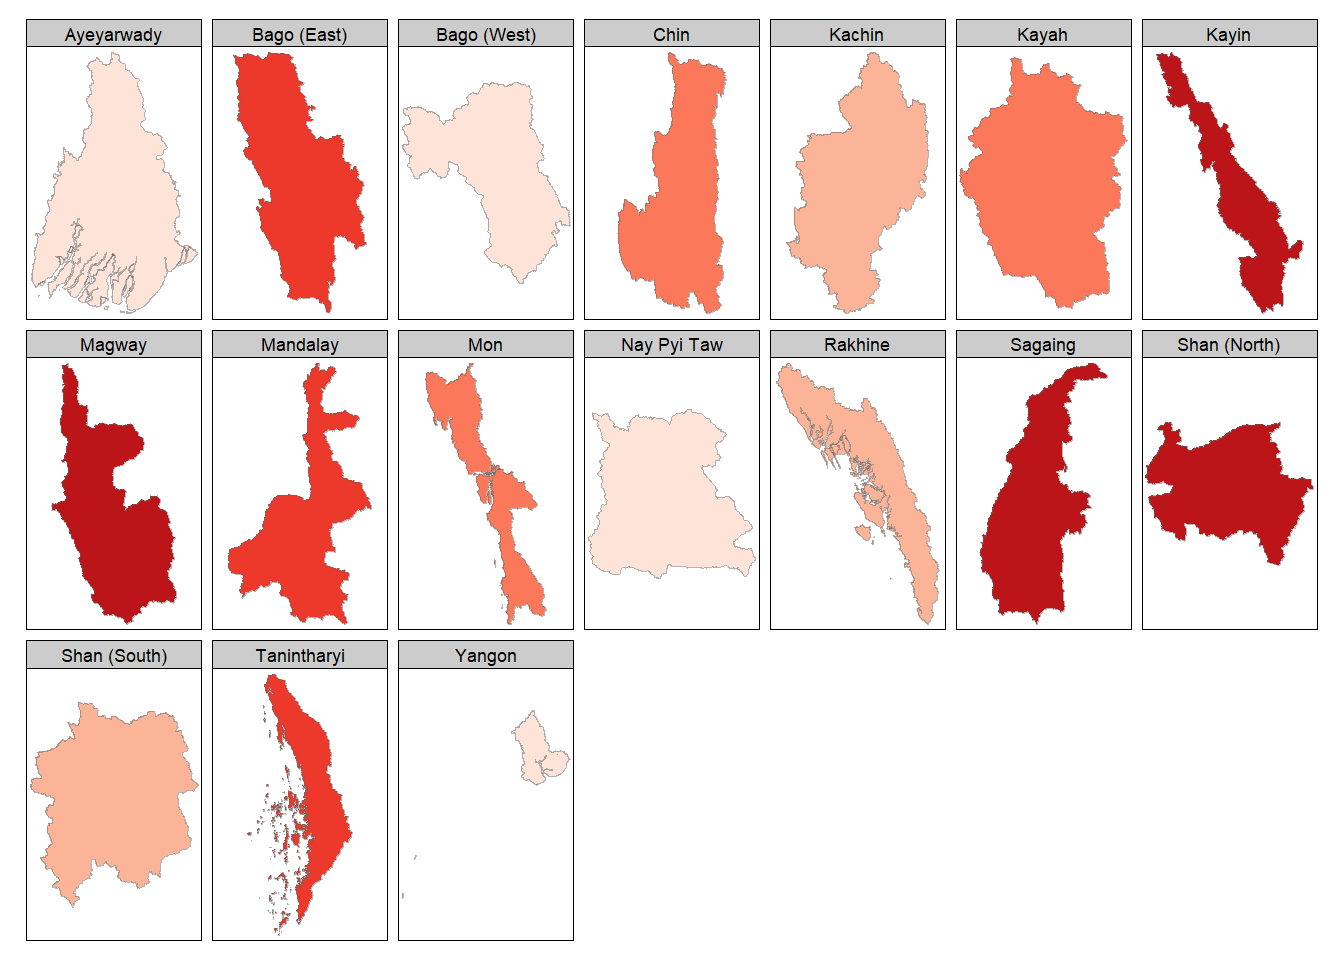 Ayeyarwady
Bago (East)
Bago (West)
Chin
Kachin
Kayah
Kayin
Magway
Mandalay
Mon
Nay Pyi Taw
Rakhine
Sagaing
Shan (North)
Shan (South)
Tanintharyi
Yangon